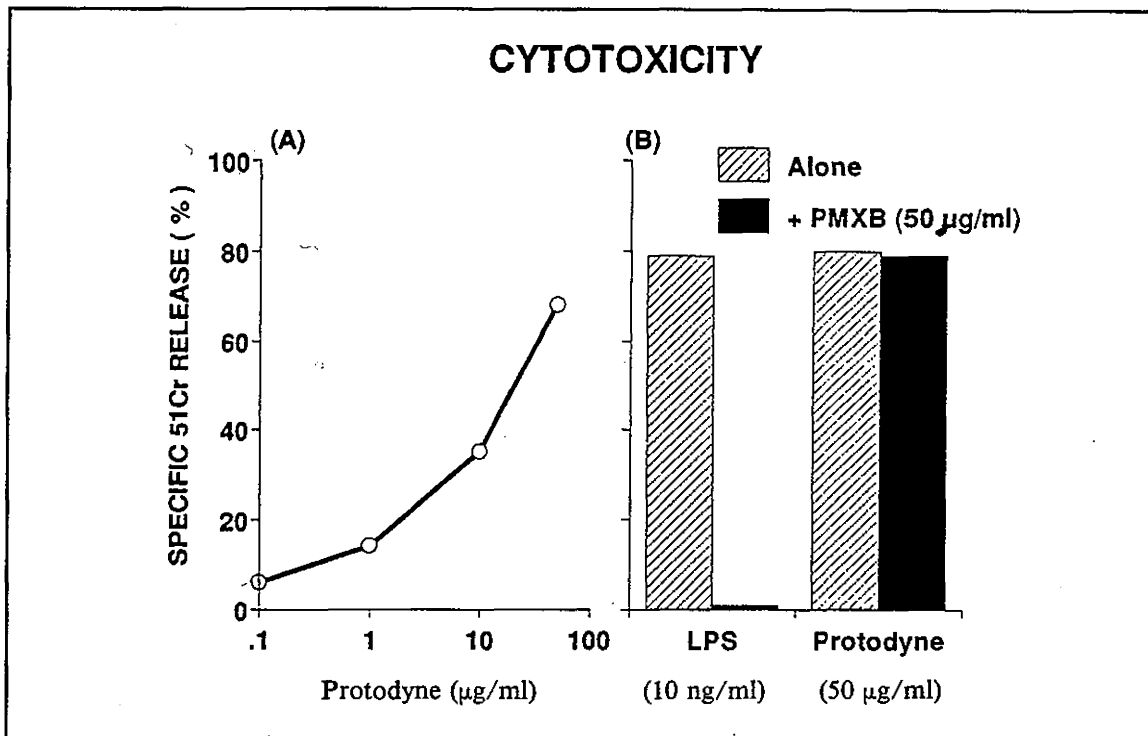 CYTOTOXICITY
(A)
SPECIFIC 51Cr RELEASE ( % )
100
80
60
40
20
0
.1 1 10 100
Protodyne (µg/ml)
(B)
Alone
+ PMXB (50 µg/ml)
LPS Protodyne
(10 ng/ml) (50 µg/ml)